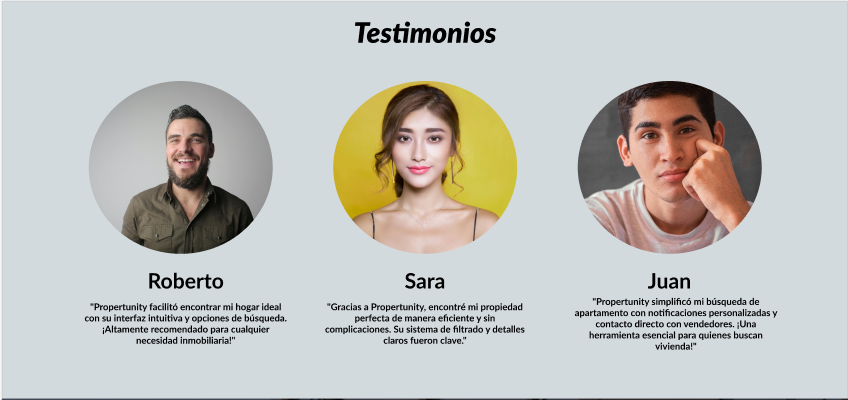 Testimonios
Roberto
"Propertunity facilitó encontrar mi hogar ideal
con su interfaz intuitiva y opciones de búsqueda.
¡Altamente recomendado para cualquier
necesidad inmobiliaria!"
Sara
"Gracias a Propertunity, encontré mi propiedad
perfecta de manera eficiente y sin
complicaciones. Su sistema de filtrado y detalles
claros fueron clave."
Juan
"Propertunity simplificó mi búsqueda de
apartamento con notificaciones personalizadas y
contacto directo con vendedores. ¡Una
herramienta esencial para quienes buscan
vivienda!"